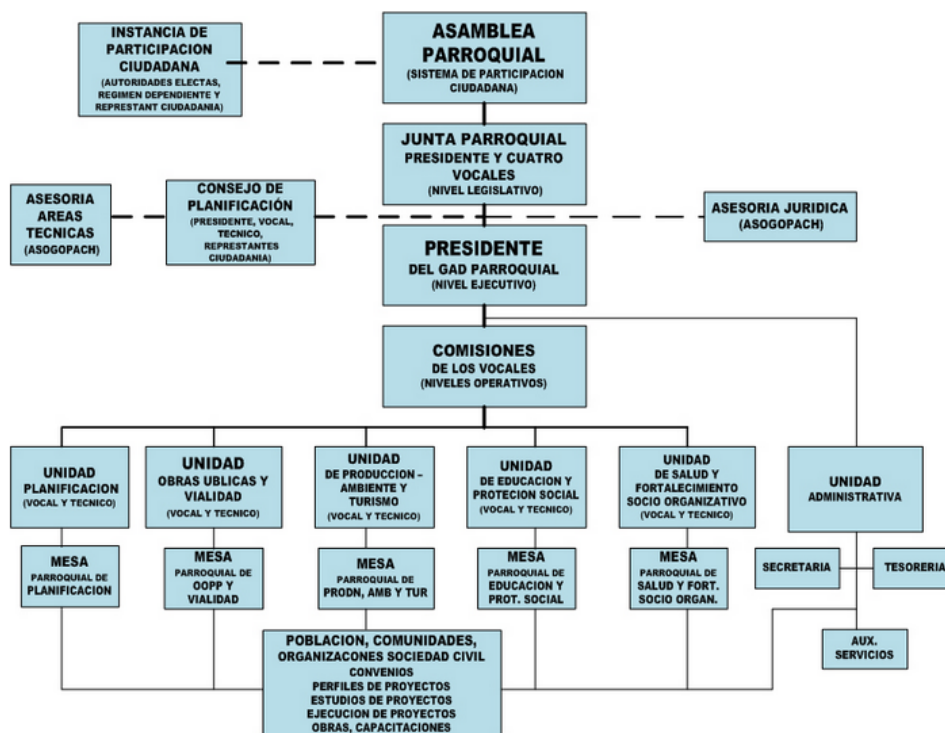 INSTANCIA DE
PARTICIPACION
CIUDADANA
(AUTORIDADES ELECTAS,
REGIMEN DEPENDIENTE Y
REPRESTANT CIUDADANIA)
ASAMBLEA
PARROQUIAL
(SISTEMA DE PARTICIPACION
CIUDADANA)
JUNTA PARROQUIAL
PRESIDENTE Y CUATRO
VOCALES
(NIVEL LEGISLATIVO)
ASESORIA
AREAS
TECNICAS
(ASOGOPACH)
CONSEJO DE
PLANIFICACIÓN
(PRESIDENTE, VOCAL,
TECNICO,
REPRESTANTES
CIUDADANIA)
ASESORIA JURIDICA
(ASOGOPACH)
PRESIDENTE
DEL GAD PARROQUIAL
(NIVEL EJECUTIVO)
COMISIONES
DE LOS VOCALES
(NIVELES OPERATIVOS)
UNIDAD
PLANIFICACION
(VOCAL Y TECNICO)
UNIDAD
OBRAS UBLICAS Y
VIALIDAD
(VOCAL Y TECNICO)
UNIDAD
DE PRODUCCION –
AMBIENTE Y
TURISMO
(VOCAL Y TECNICO)
UNIDAD
DE EDUCACION Y
PROTECION SOCIAL
(VOCAL Y TECNICO)
UNIDAD
DE SALUD Y
FORTALECIMIENTO
SOCIO ORGANIZATIVO
(VOCAL Y TECNICO)
UNIDAD
ADMINISTRATIVA
MESA
PARROQUIAL DE
PLANIFICACION
MESA
PARROQUIAL DE
OOPP Y
VIALIDAD
MESA
PARROQUIAL DE
PRODN, AMB Y TUR
MESA
PARROQUIAL DE
EDUCACION Y
PROT. SOCIAL
MESA
PARROQUIAL DE
SALUD Y FORT.
SOCIO ORGAN.
SECRETARIA
TESORERIA
AUX.
SERVICIOS
POBLACION, COMUNIDADES,
ORGANIZACONES SOCIEDAD CIVIL
CONVENIOS
PERFILES DE PROYECTOS
ESTUDIOS DE PROYECTOS
EJECUCION DE PROYECTOS
OBRAS, CAPACITACIONES